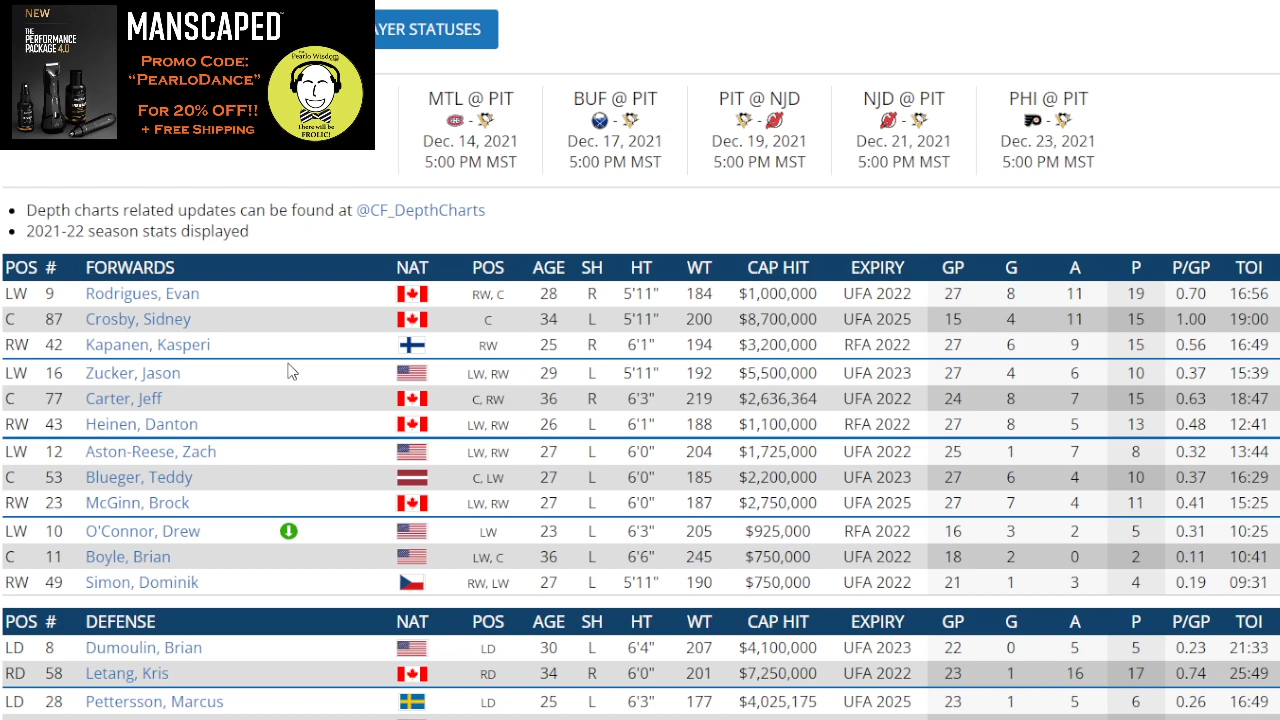 NEW
THE
PERFORMANCE
PACKAGE 4.0
MANSCAPED™
PROMO CODE:
"PEARLODANCE"
FOR 20% OFF!!
+ FREE SHIPPING
Pearlo Wisdom
There will be
FROLIC!
AYER STATUSES
MTL @ PIT BUF @ PIT PIT @ NJD NJD @ PIT PHI @ PIT
- - - - -
Dec. 14, 2021 Dec. 17, 2021 Dec. 19, 2021 Dec. 21, 2021 Dec. 23, 2021
5:00 PM MST 5:00 PM MST 5:00 PM MST 5:00 PM MST 5:00 PM MST
• Depth charts related updates can be found at @CF_DepthCharts
• 2021-22 season stats displayed
POS # FORWARDS NAT POS AGE SH HT WT CAP HIT EXPIRY GP G A P P/GP TOI
LW 9 Rodrigues, Evan RW, C 28 R 5'11" 184 $1,000,000 UFA 2022 27 8 11 19 0.70 16:56
C 87 Crosby, Sidney C 34 L 5'11" 200 $8,700,000 UFA 2025 15 4 11 15 1.00 19:00
RW 42 Kapanen, Kasperi RW 25 R 6'1" 194 $3,200,000 RFA 2022 27 6 9 15 0.56 16:49
LW 16 Zucker, Jason LW, RW 29 L 5'11" 192 $5,500,000 UFA 2023 27 4 6 10 0.37 15:33
C 77 Carter, Jeff C, RW 36 R 6'3" 219 $2,636,364 UFA 2022 24 8 7 15 0.63 18:47
RW 43 Heinen, Danton LW, RW 26 L 6'1" 188 $1,100,000 RFA 2022 27 8 5 13 0.48 12:41
LW 12 Aston-Reese, Zach LW, RW 27 L 6'0" 204 $1,725,000 UFA 2022 25 1 7 8 0.32 13:44
C 53 Blueger, Teddy C, LW 27 L 6'0" 185 $2,200,000 UFA 2023 27 6 4 10 0.37 16:29
RW 23 McGinn, Brock LW, RW 27 L 6'0" 187 $2,750,000 UFA 2025 27 7 4 11 0.41 15:25
LW 10 O'Connor, Drew LW 23 L 6'3" 205 $925,000 RFA 2022 16 3 2 5 0.31 10:25
C 11 Boyle, Brian LW, C 36 L 6'6" 245 $750,000 UFA 2022 18 2 0 2 0.11 10:41
RW 49 Simon, Dominik RW, LW 27 L 5'11" 190 $750,000 UFA 2022 21 1 3 4 0.19 09:31
POS # DEFENSE NAT POS AGE SH HT WT CAP HIT EXPIRY GP G A P P/GP TOI
LD 8 Dumoulin, Brian LD 30 L 6'4" 207 $4,100,000 UFA 2023 22 0 5 5 0.23 21:33
RD 58 Letang, Kris RD 34 R 6'0" 201 $7,250,000 UFA 2022 23 1 16 17 0.74 25:49
LD 28 Pettersson, Marcus LD 25 L 6'3" 177 $4,025,175 UFA 2025 23 1 5 6 0.26 16:49